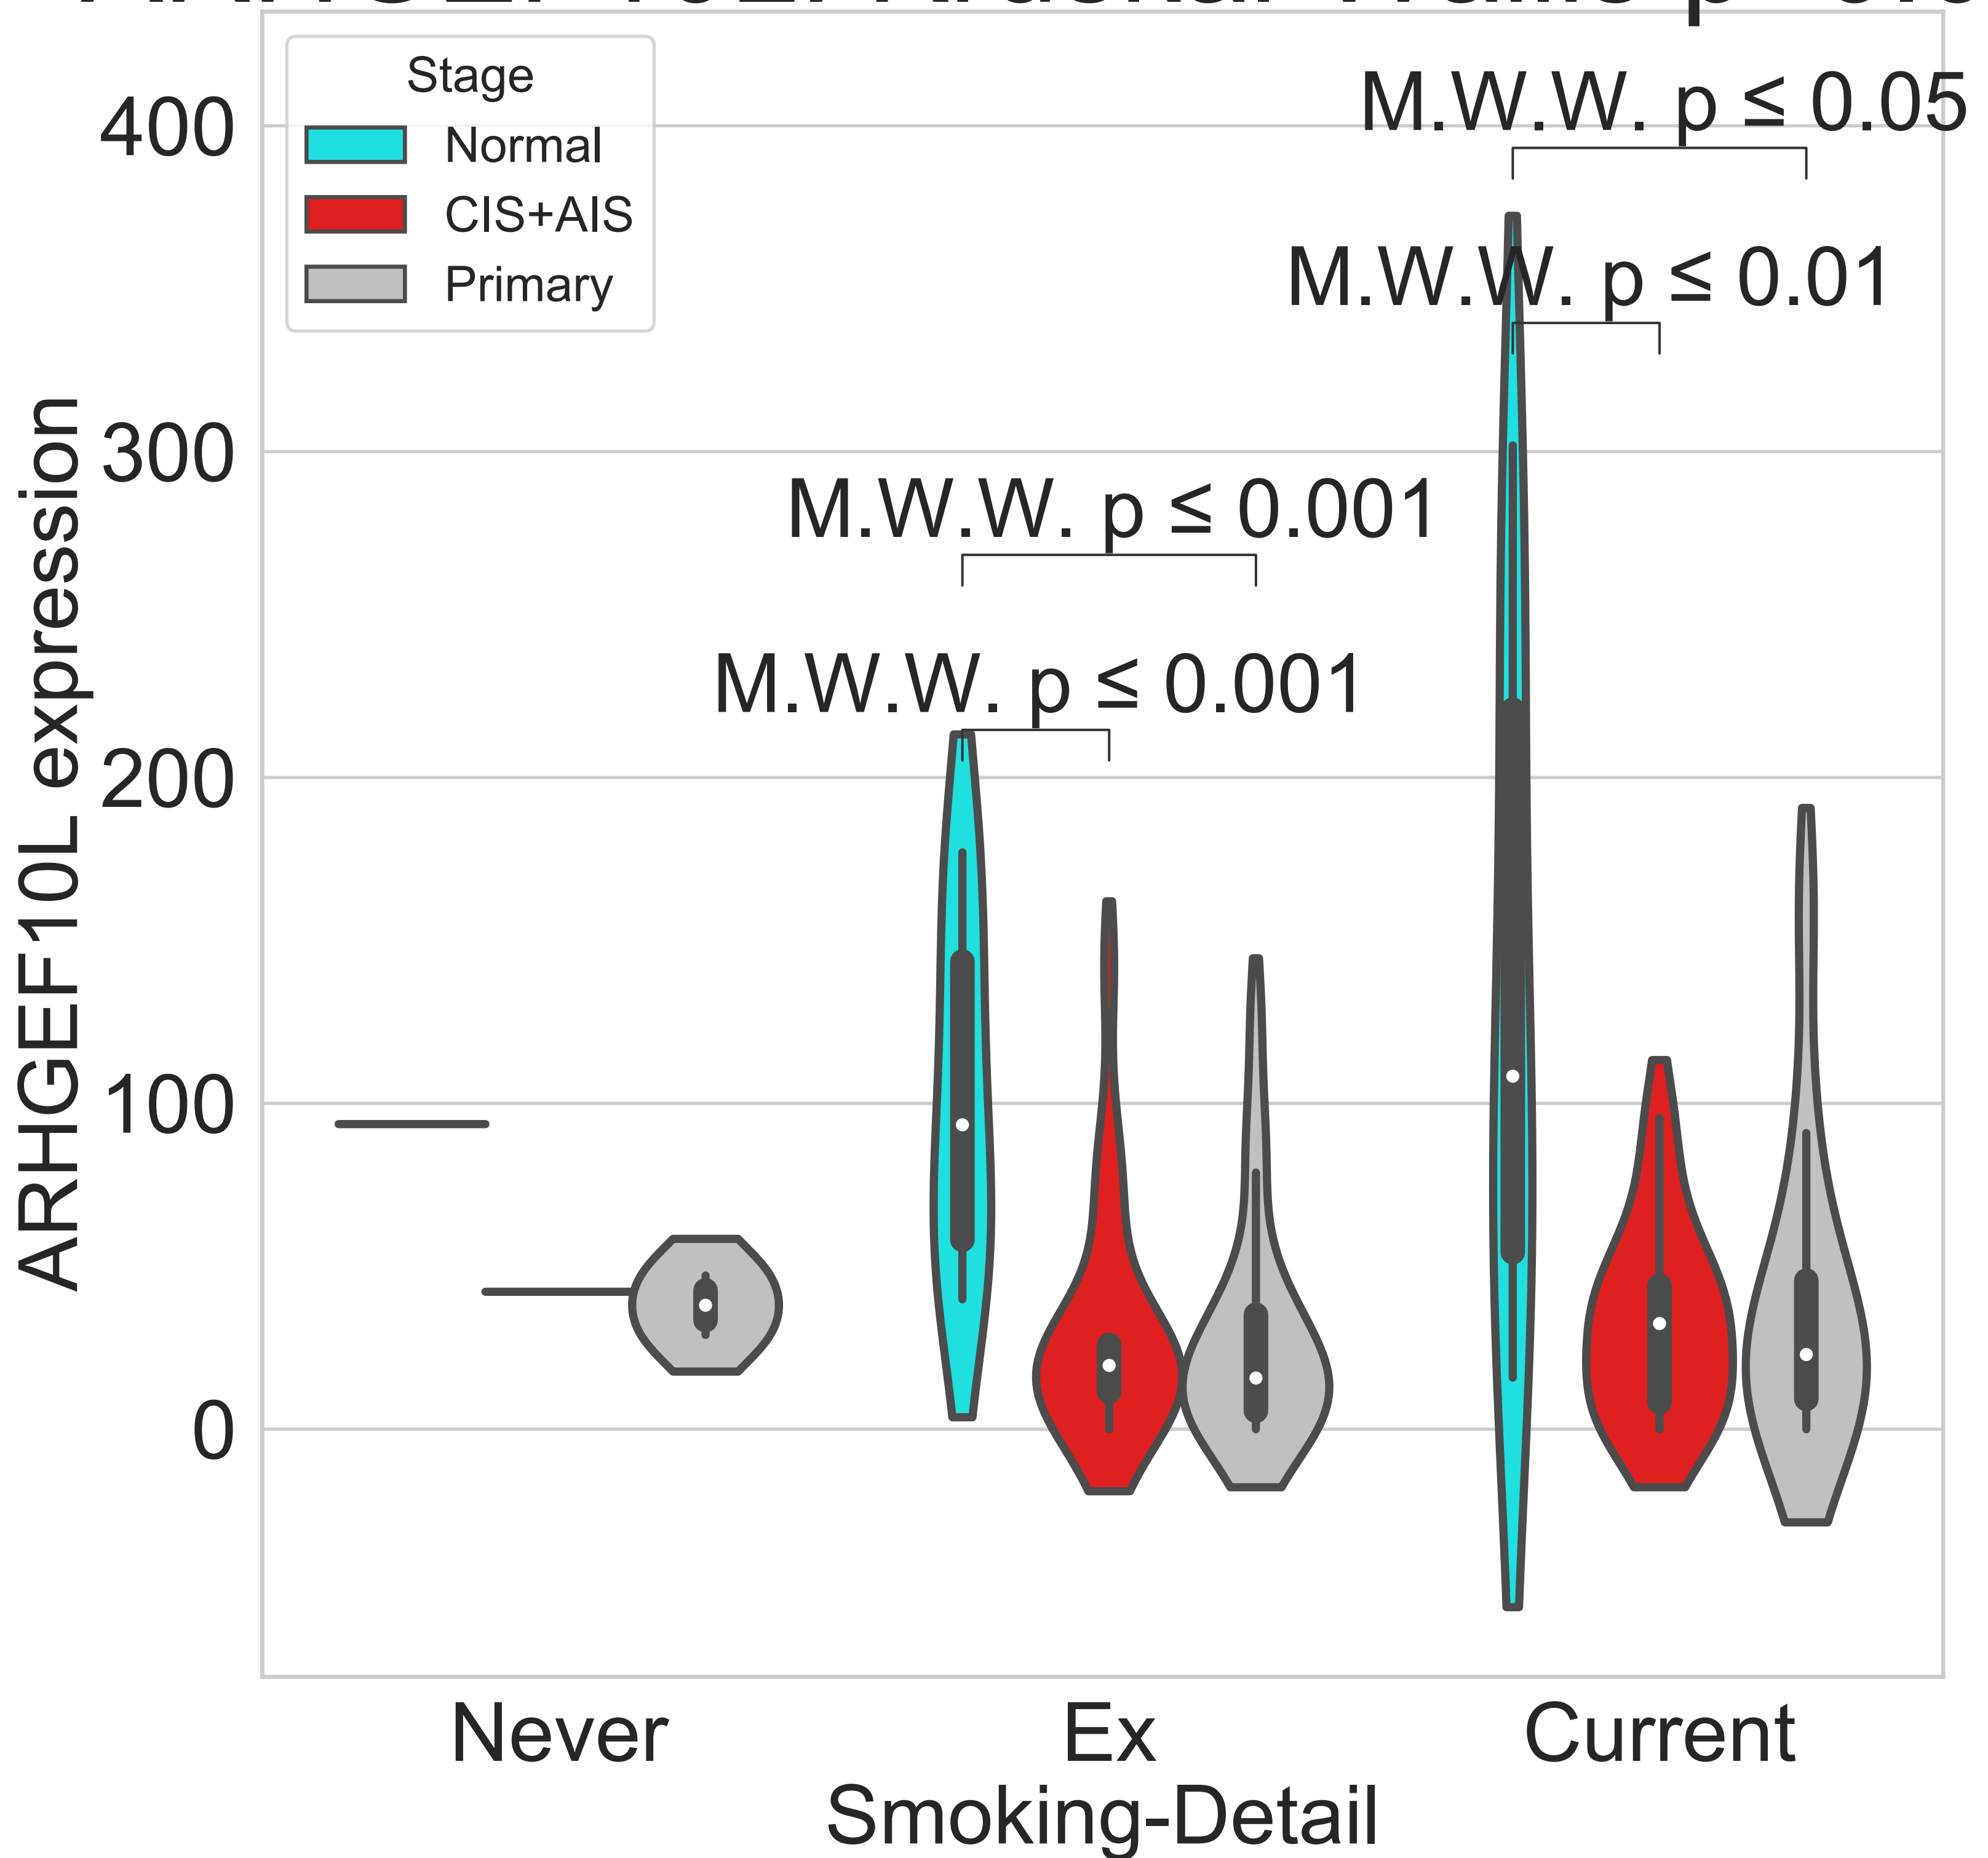 Stage
Normal
CIS+AIS
Primary
M.W.W. p ≤ 0.05
M.W.W. p ≤ 0.01
M.W.W. p ≤ 0.001
M.W.W. p ≤ 0.001
400
300
200
100
0
ARHGEF10L expression
Never
Ex
Current
Smoking-Detail